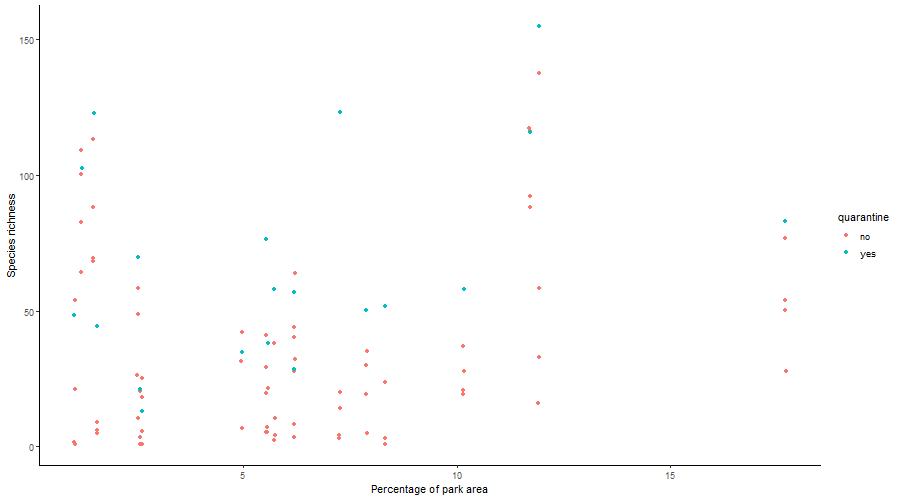 150
100
50
0
Species richness
5
10
15
Percentage of park area
quarantine
no
yes